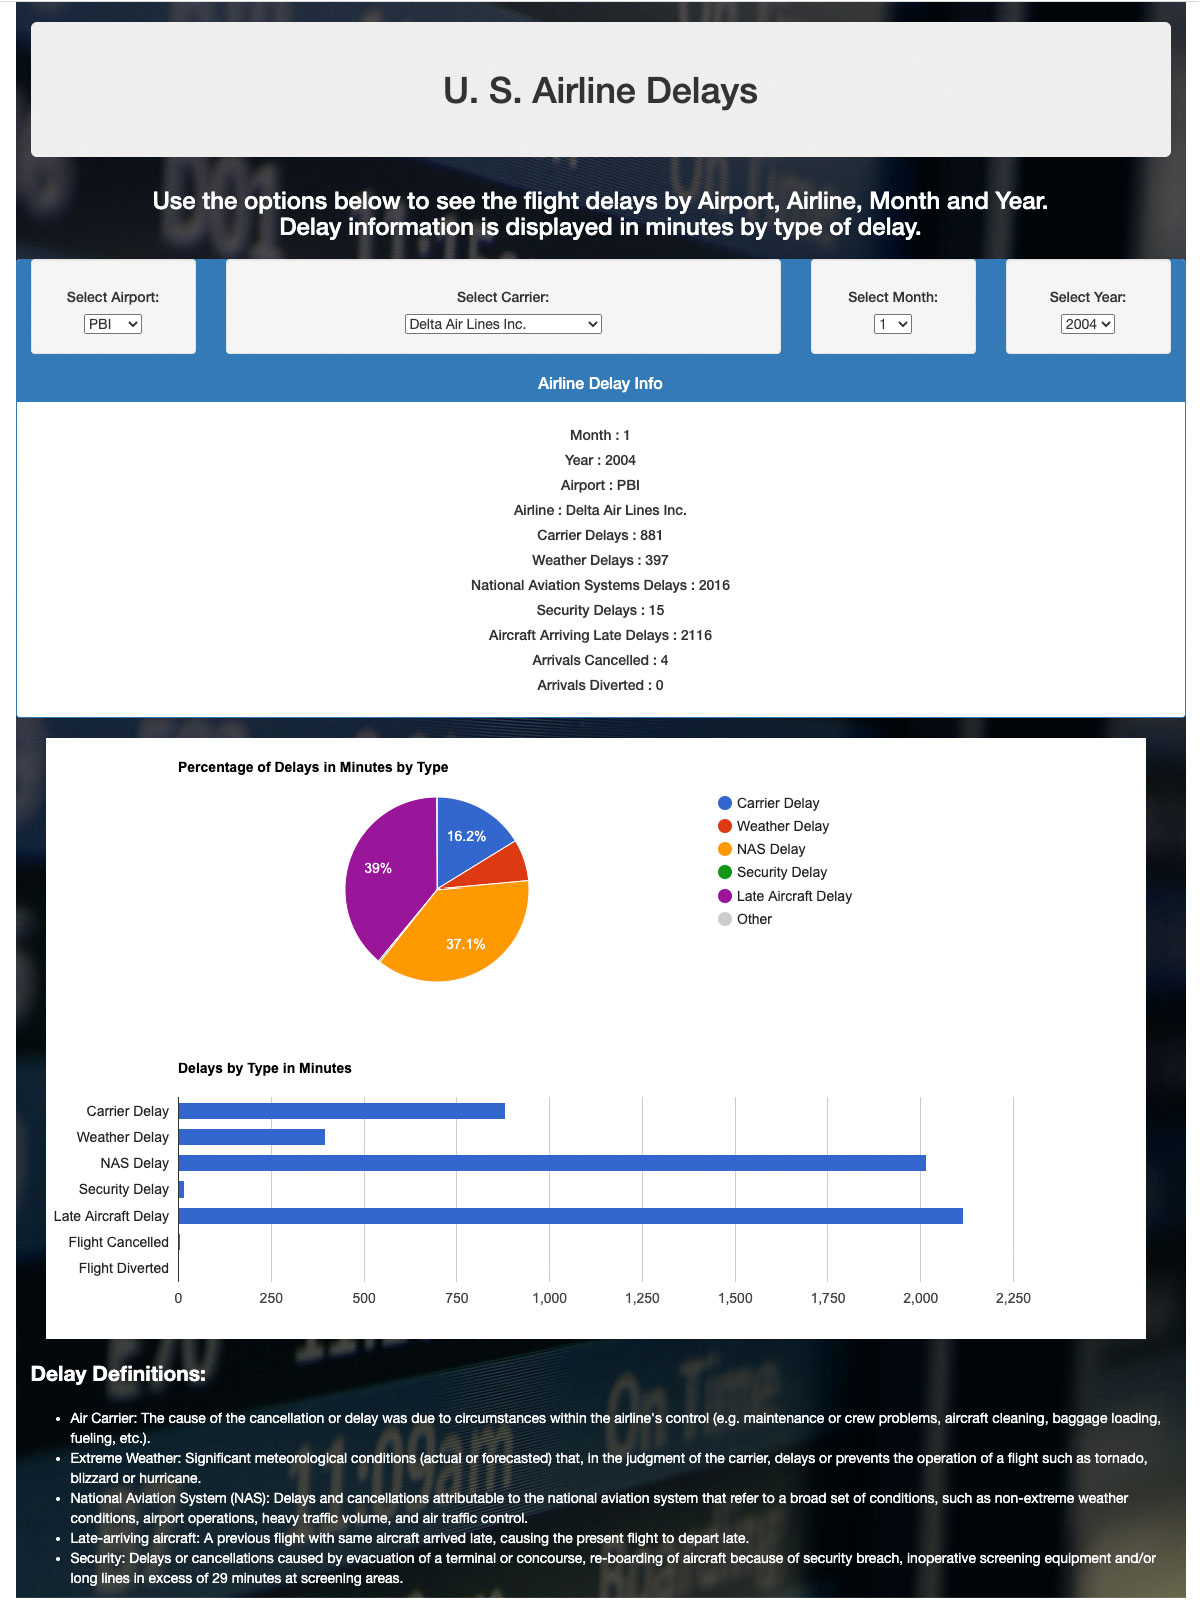 U. S. Airline Delays
Use the options below to see the flight delays by Airport, Airline, Month and Year.
Delay information is displayed in minutes by type of delay.
Select Airport:
PBI
Select Carrier:
Delta Air Lines Inc.
Select Month:
1
Select Year:
2004
Airline Delay Info
Month : 1
Year : 2004
Airport : PBI
Airline : Delta Air Lines Inc.
Carrier Delays : 881
Weather Delays : 397
National Aviation Systems Delays : 2016
Security Delays : 15
Aircraft Arriving Late Delays : 2116
Arrivals Cancelled : 4
Arrivals Diverted : 0
Percentage of Delays in Minutes by Type
16.2%
39%
37.1%
Carrier Delay
Weather Delay
NAS Delay
Security Delay
Late Aircraft Delay
Other
Delays by Type in Minutes
Carrier Delay
Weather Delay
NAS Delay
Security Delay
Late Aircraft Delay
Flight Cancelled
Flight Diverted
0 250 500 750 1,000 1,250 1,500 1,750 2,000 2,250
Delay Definitions:
• Air Carrier: The cause of the cancellation or delay was due to circumstances within the airline's control (e.g. maintenance or crew problems, aircraft cleaning, baggage loading,
fueling, etc.).
• Extreme Weather: Significant meteorological conditions (actual or forecasted) that, in the judgment of the carrier, delays or prevents the operation of a flight such as tornado,
blizzard or hurricane.
• National Aviation System (NAS): Delays and cancellations attributable to the national aviation system that refer to a broad set of conditions, such as non-extreme weather
conditions, airport operations, heavy traffic volume, and air traffic control.
• Late-arriving aircraft: A previous flight with same aircraft arrived late, causing the present flight to depart late.
• Security: Delays or cancellations caused by evacuation of a terminal or concourse, re-boarding of aircraft because of security breach, inoperative screening equipment and/or
long lines in excess of 29 minutes at screening areas.